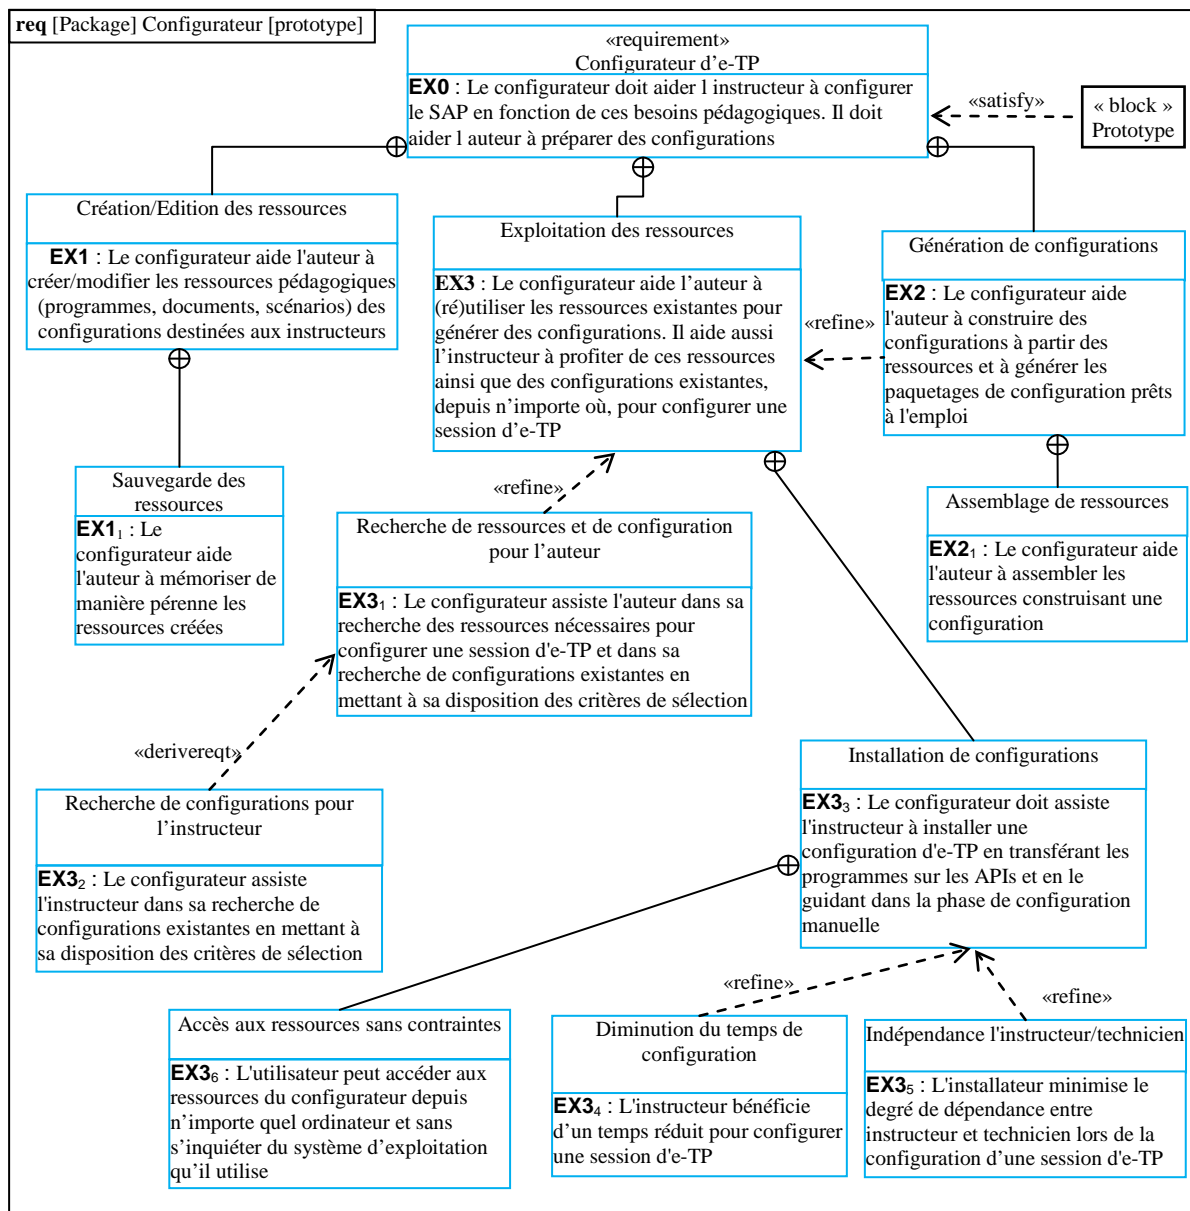 req [Package] Configurateur [prototype]
«requirement»
Configurateur d’e-TP
EX0 : Le configurateur doit aider l instructeur à configurer
le SAP en fonction de ces besoins pédagogiques. Il doit
aider l auteur à préparer des configurations
«satisfy»
« block »
Prototype
Création/Edition des ressources
EX1 : Le configurateur aide l'auteur à
créer/modifier les ressources pédagogiques
(programmes, documents, scénarios) des
configurations destinées aux instructeurs
Exploitation des ressources
EX3 : Le configurateur aide l’auteur à
(ré)utiliser les ressources existantes pour
générer des configurations. Il aide aussi
l’instructeur à profiter de ces ressources
ainsi que des configurations existantes,
depuis n’importe où, pour configurer une
session d’e-TP
«refine»
Génération de configurations
EX2 : Le configurateur aide
l'auteur à construire des
configurations à partir des
ressources et à générer les
paquetages de configuration prêts
à l'emploi
Sauvegarde des
ressources
EX1₁ : Le
configurateur aide
l'auteur à mémoriser de
manière pérenne les
ressources créées
«refine»
Recherche de ressources et de configuration
pour l’auteur
EX3₁ : Le configurateur assiste l'auteur dans sa
recherche des ressources nécessaires pour
configurer une session d'e-TP et dans sa
recherche de configurations existantes en
mettant à sa disposition des critères de sélection
Assemblage de ressources
EX2₁ : Le configurateur aide
l'auteur à assembler les
ressources construisant une
configuration
«derivereqt»
Recherche de configurations pour
l’instructeur
EX3₂ : Le configurateur assiste
l'instructeur dans sa recherche de
configurations existantes en mettant à
sa disposition des critères de sélection
Installation de configurations
EX3₃ : Le configurateur doit assiste
l'instructeur à installer une
configuration d'e-TP en transférant les
programmes sur les APIs et en le
guidant dans la phase de configuration
manuelle
«refine»
«refine»
Accès aux ressources sans contraintes
EX3₆ : L'utilisateur peut accéder aux
ressources du configurateur depuis
n’importe quel ordinateur et sans
s’inquiéter du système d’exploitation
qu’il utilise
Diminution du temps de
configuration
EX3₄ : L'instructeur bénéficie
d’un temps réduit pour configurer
une session d'e-TP
Indépendance l'instructeur/technicien
EX3₅ : L'installateur minimise le
degré de dépendance entre
instructeur et technicien lors de la
configuration d’une session d'e-TP